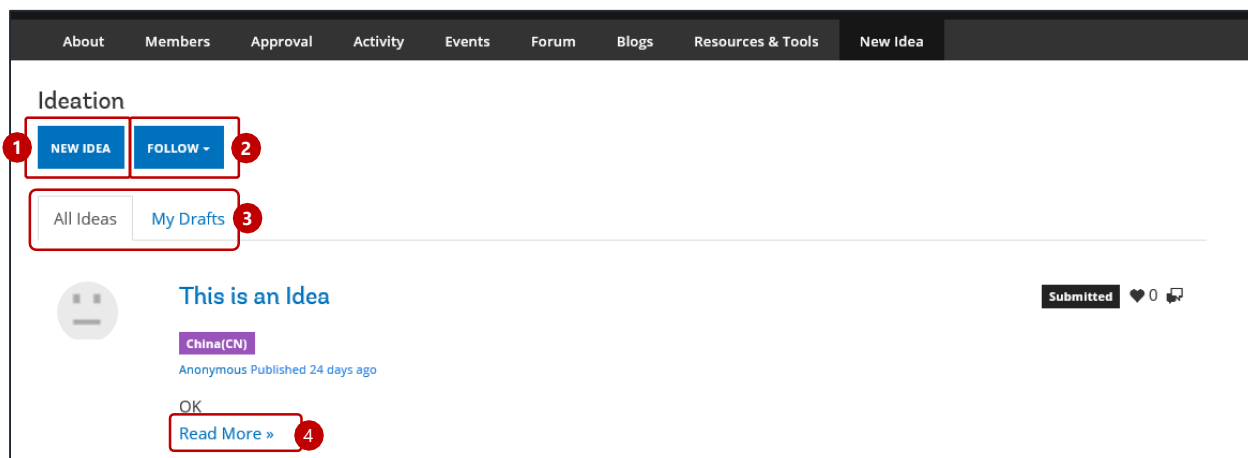 About Members Approval Activity Events Forum Blogs Resources & Tools New Idea
Ideation
1 NEW IDEA FOLLOW 2
All Ideas My Drafts 3
This is an Idea
Submitted 0
China(CN)
Anonymous Published 24 days ago
OK
Read More » 4